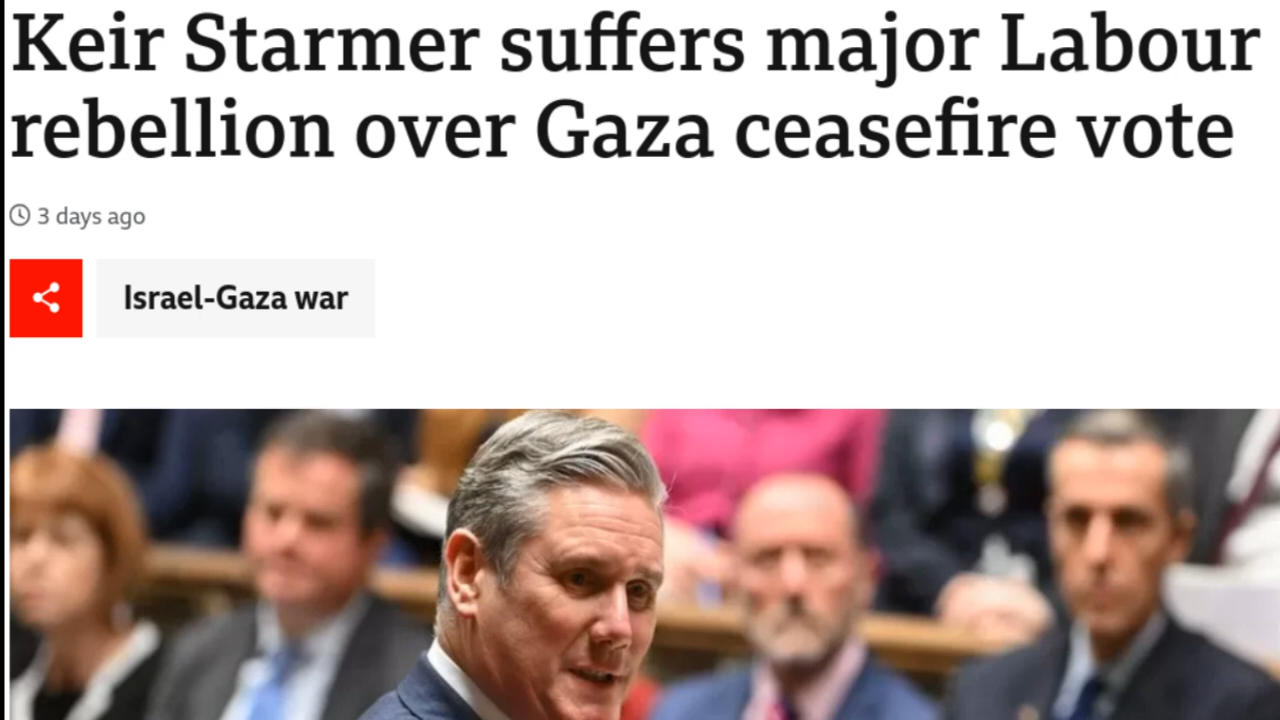 Keir Starmer suffers major Labour
rebellion over Gaza ceasefire vote
3 days ago
Israel-Gaza war